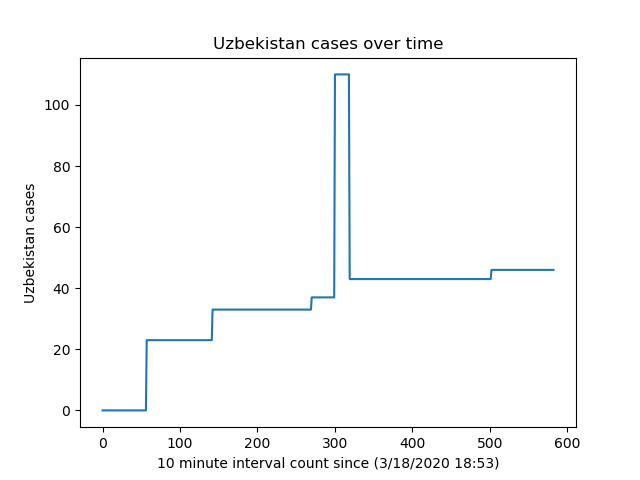 Uzbekistan cases over time
Uzbekistan cases
100
80
60
40
20
0
0 100 200 300 400 500 600
10 minute interval count since (3/18/2020 18:53)